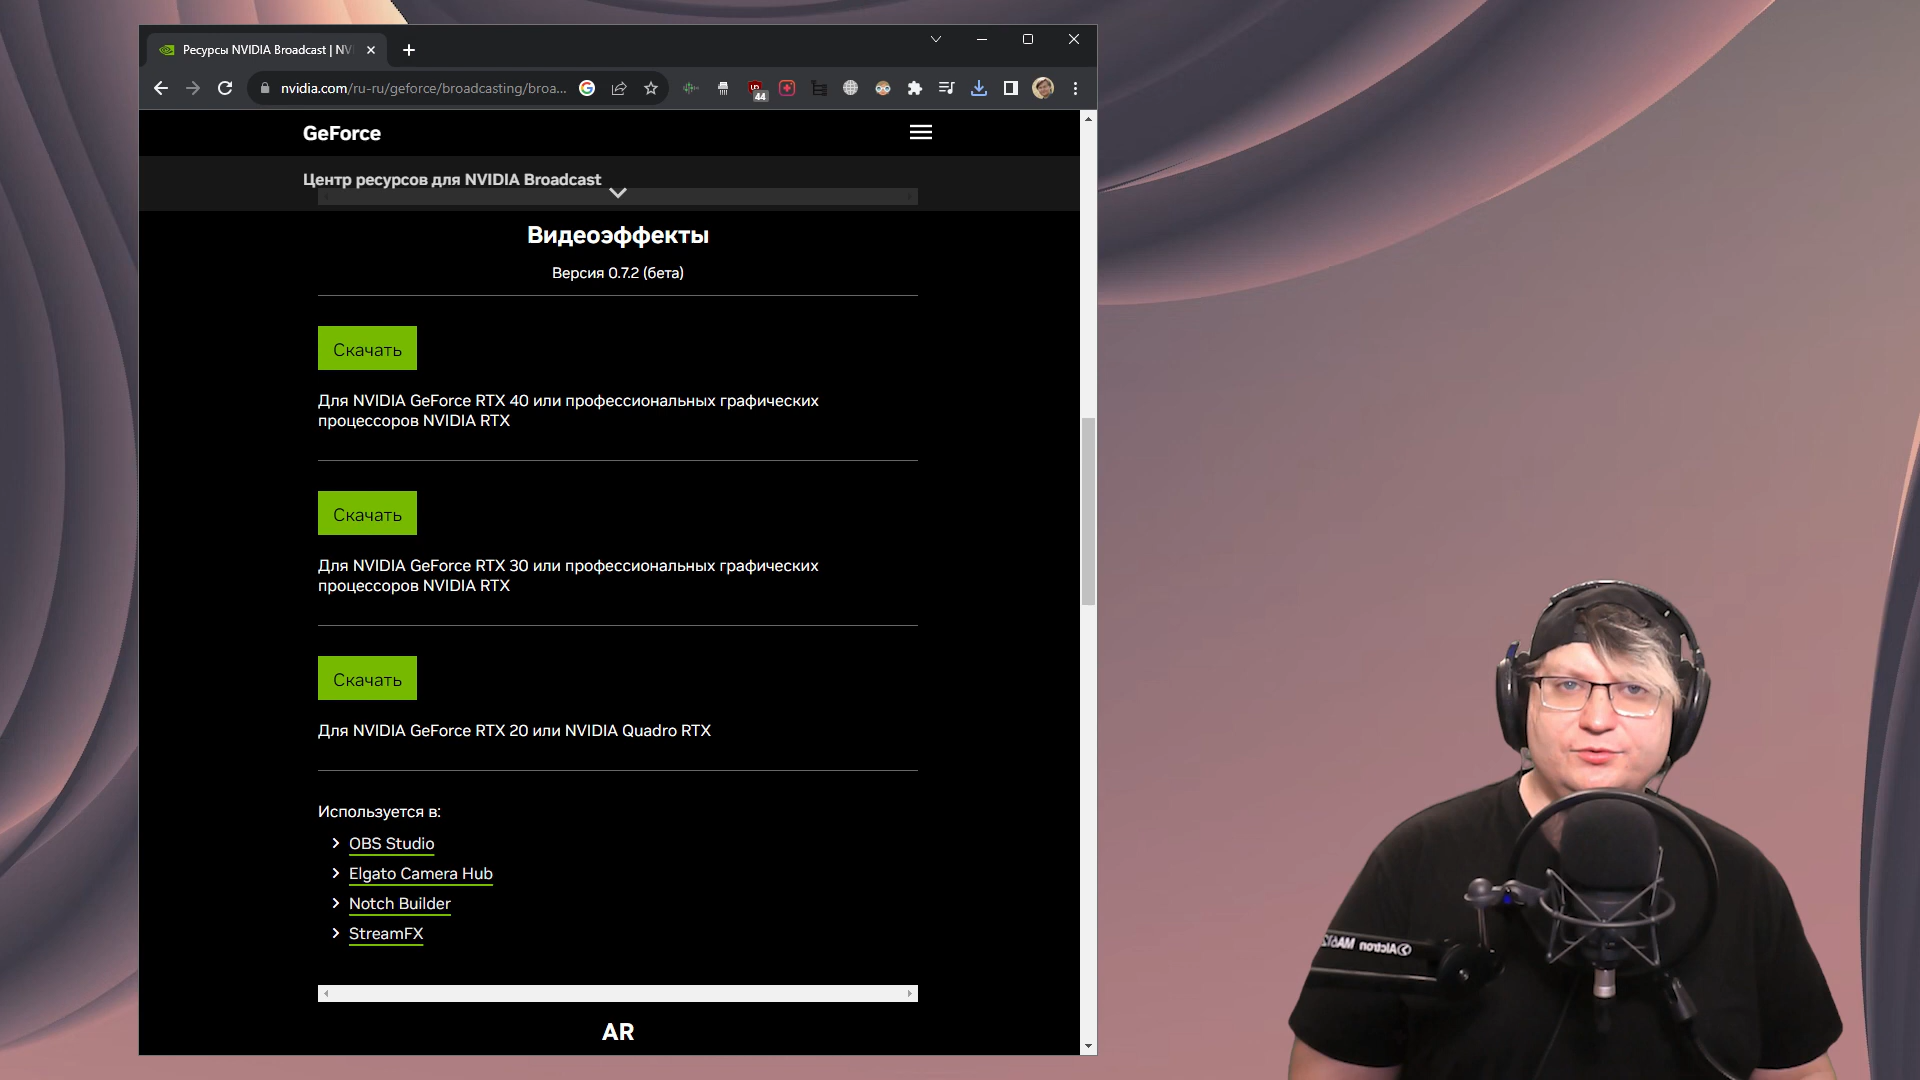 Ресурсы NVIDIA Broadcast | NV
nvidia.com/ru-ru/geforce/broadcasting/broa...
44
GeForce
Центр ресурсов для NVIDIA Broadcast
Видеоэффекты
Версия 0.7.2 (бета)
Скачать
Для NVIDIA GeForce RTX 40 или профессиональных графических
процессоров NVIDIA RTX
Скачать
Для NVIDIA GeForce RTX 30 или профессиональных графических
процессоров NVIDIA RTX
Скачать
Для NVIDIA GeForce RTX 20 или NVIDIA Quadro RTX
Используется в:
OBS Studio
Elgato Camera Hub
Notch Builder
StreamFX
AR
Alctron